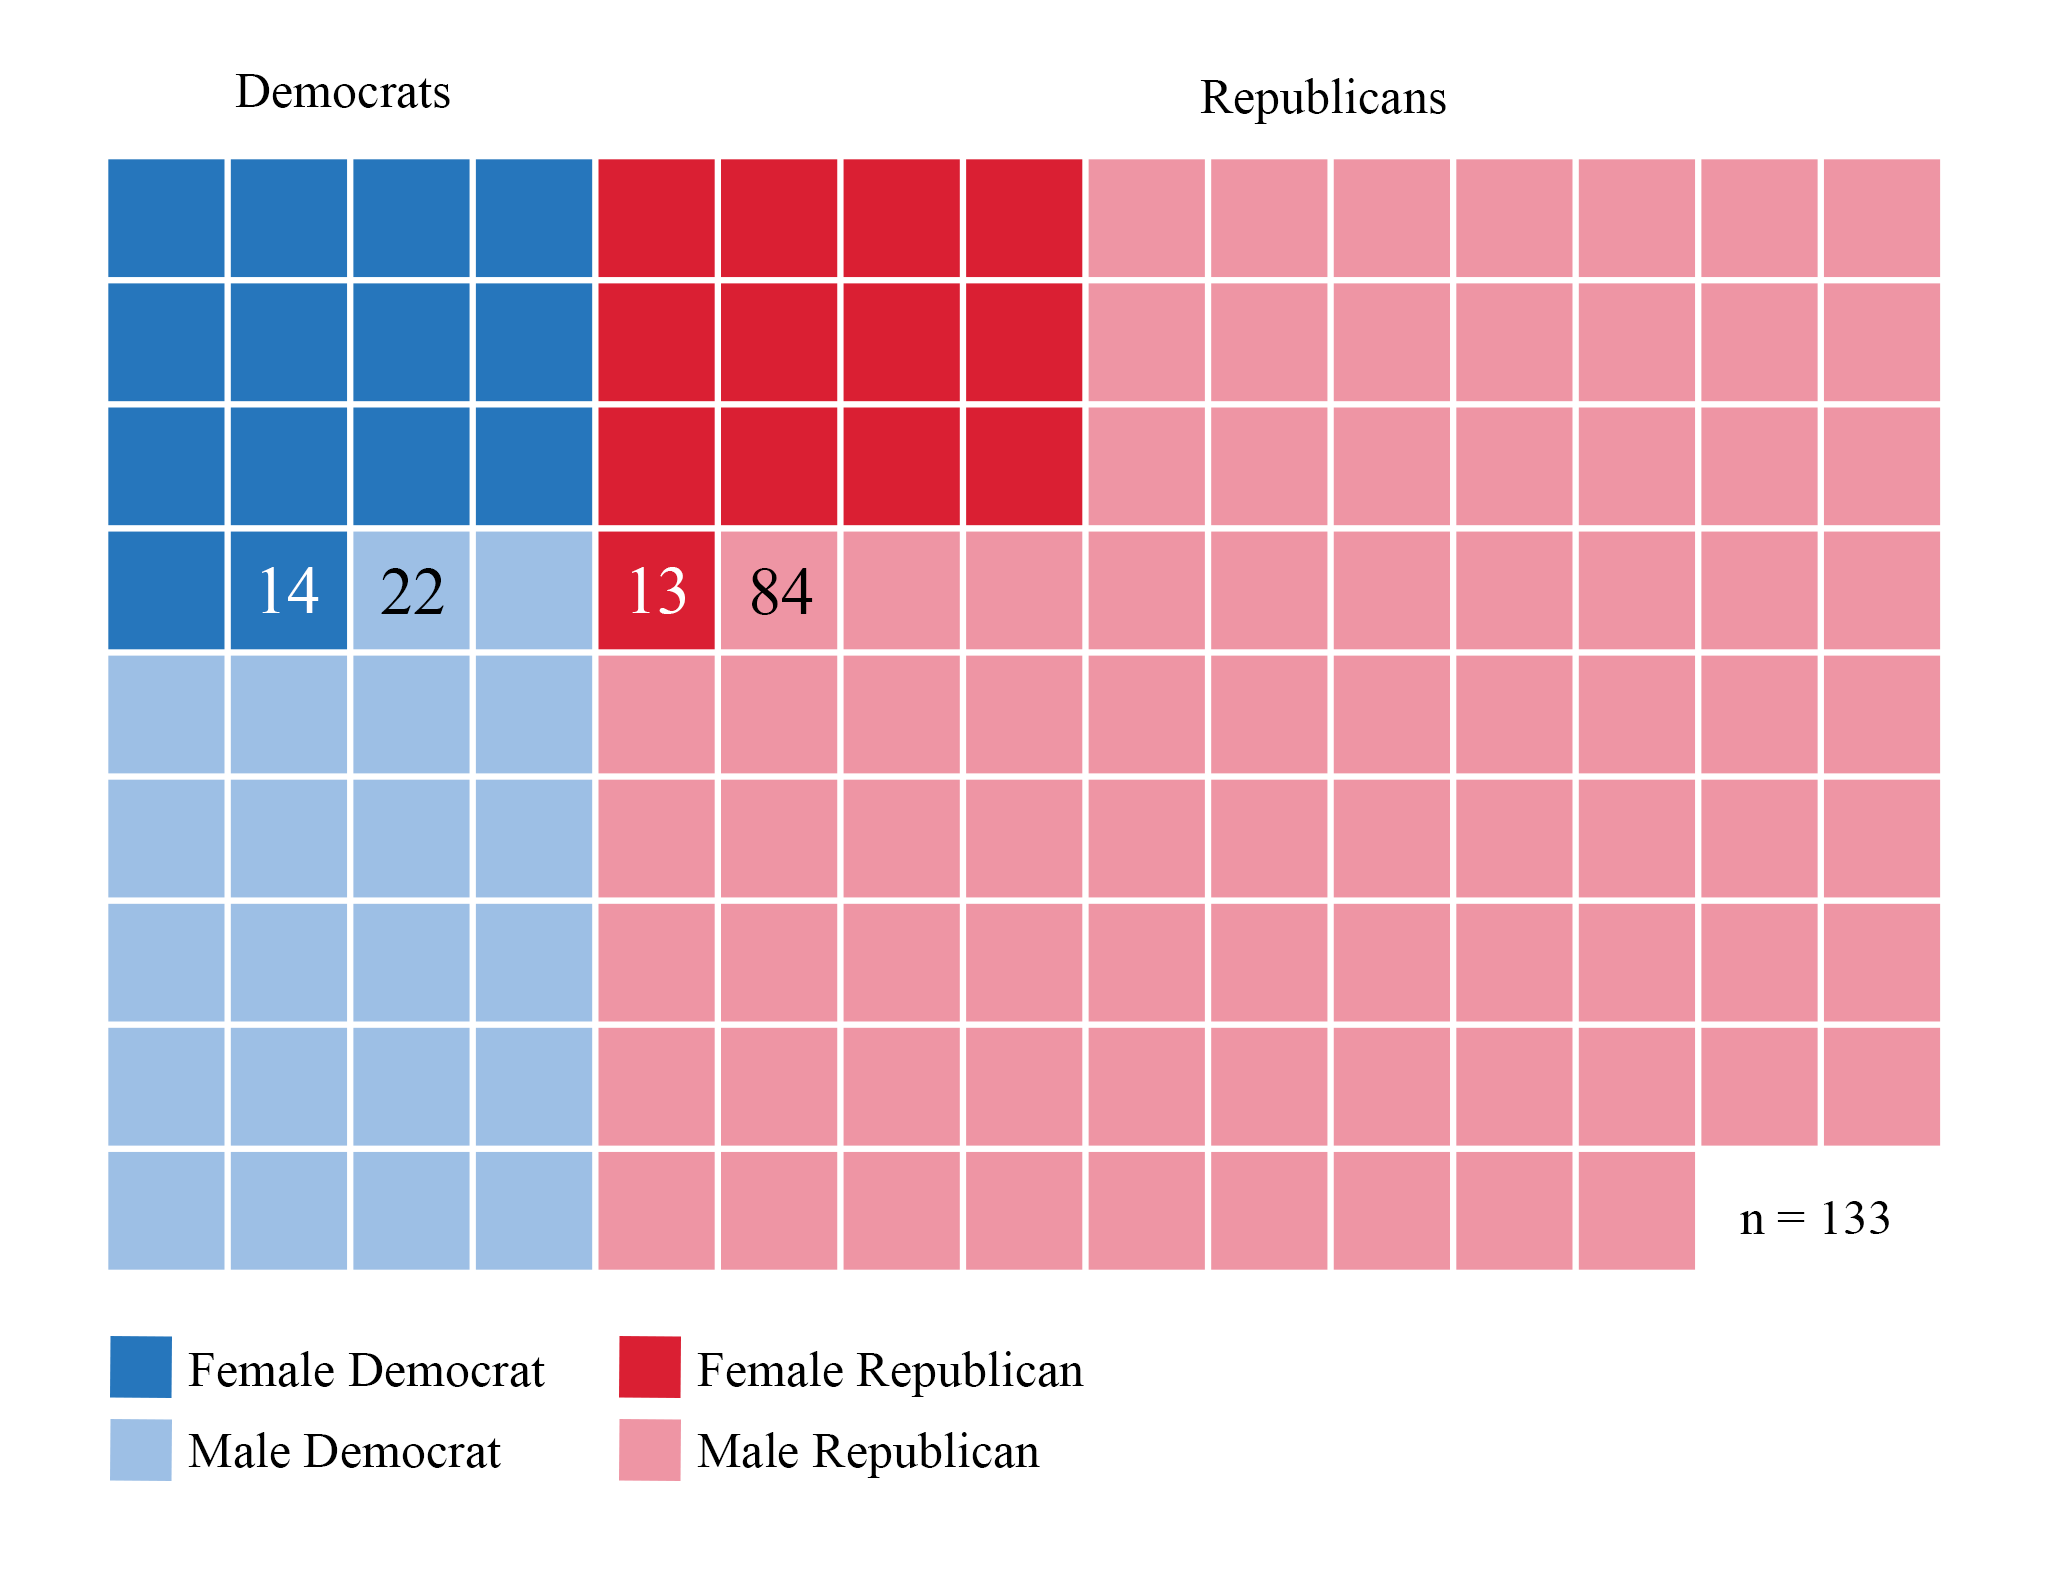 Democrats
Republicans
14 22 13 84
n = 133
Female Democrat
Female Republican
Male Democrat
Male Republican